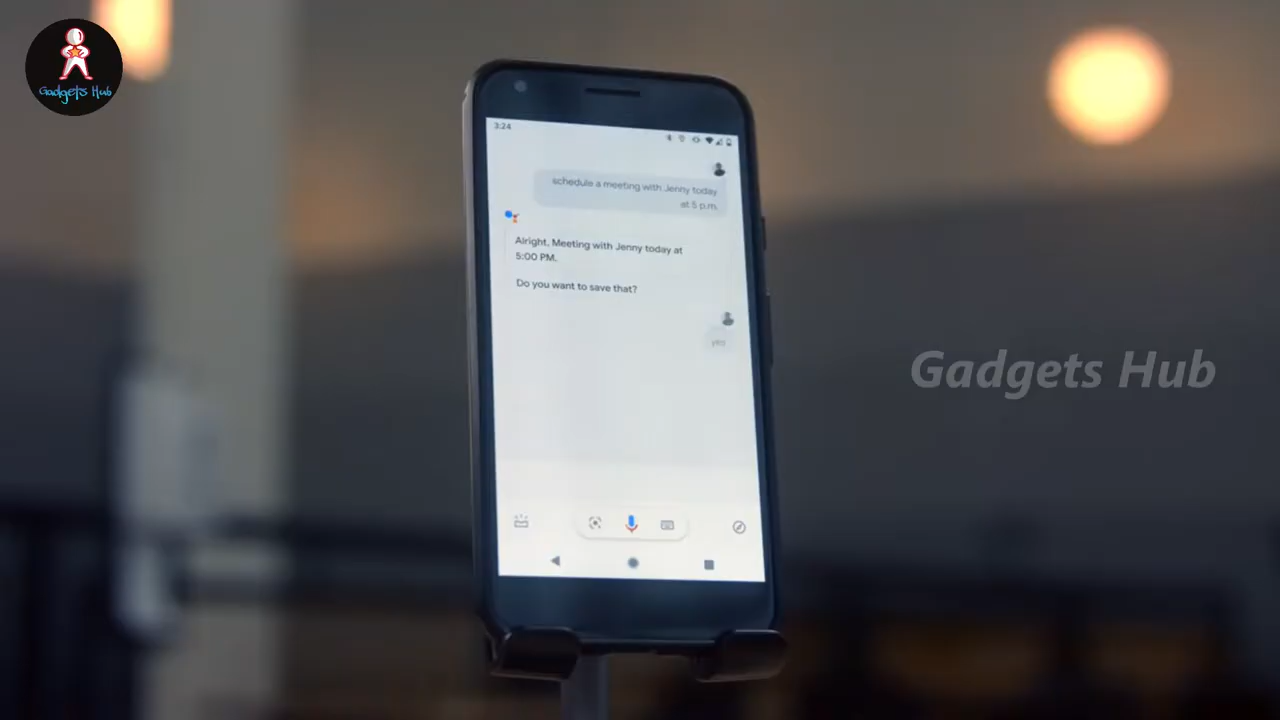 Gadgets Hub
3:24
schedule a meeting with Jenny today
at 5 p.m.
Alright, Meeting with Jenny today at
5:00 PM.
Do you want to save that?
yes
Gadgets Hub